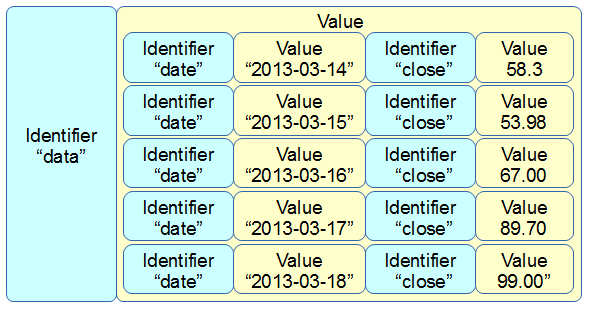 Value
Identifier Value Identifier Value
“date” “2013-03-14” “close” 58.3
Identifier Value Identifier Value
“date” “2013-03-15” “close” 53.98
Identifier
“data”
Identifier Value Identifier Value
“date” “2013-03-16” “close” 67.00
Identifier Value Identifier Value
“date” “2013-03-17” “close” 89.70
Identifier Value Identifier Value
“date” “2013-03-18” “close” 99.00”